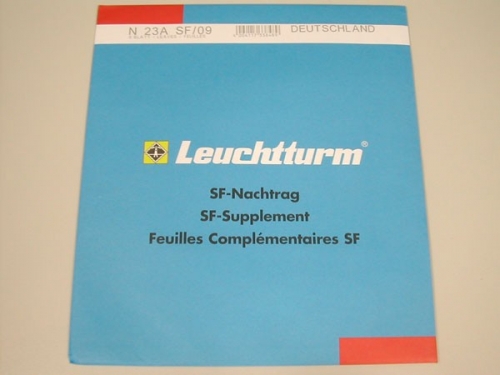 N 23A SF/09 DEUTSCHLAND
Leuchtturm®
SF-Nachtrag
SF-Supplement
Feuilles Complémentaires SF